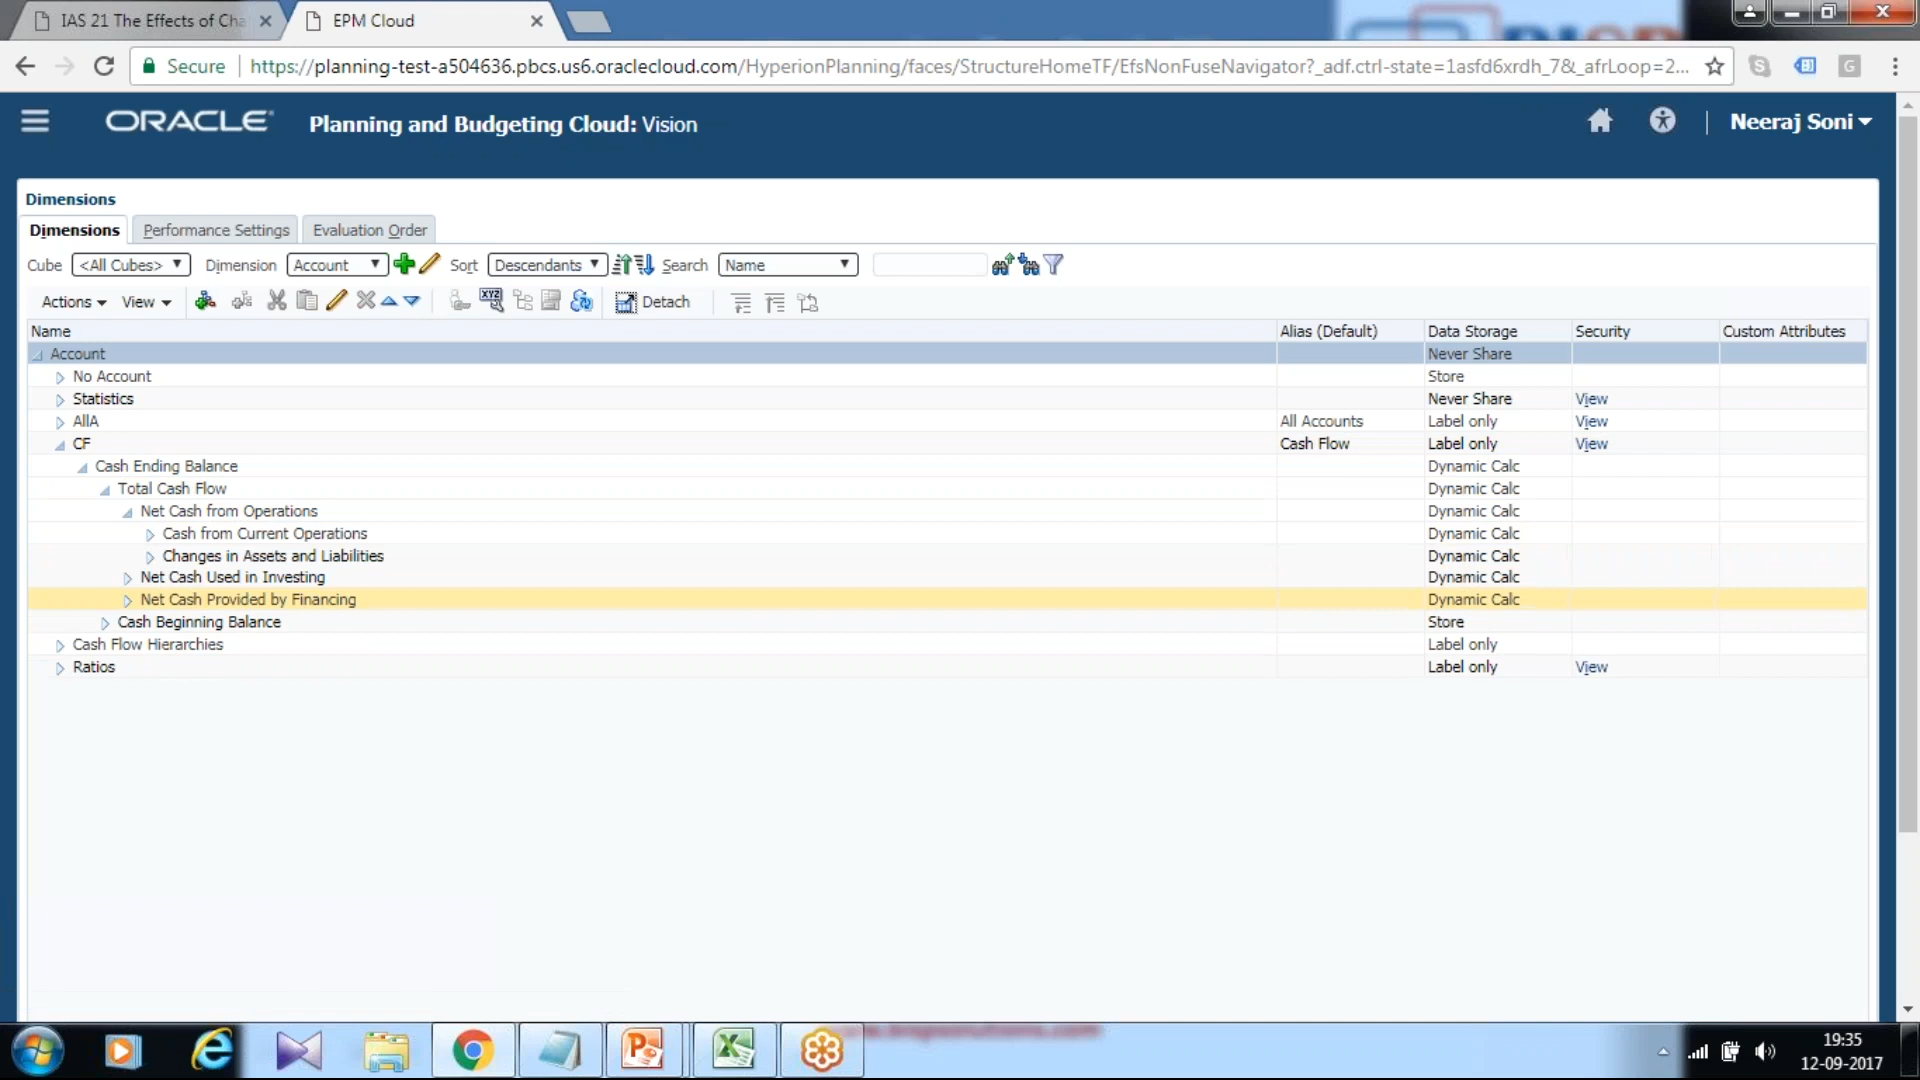 IAS 21 The Effects of Cha
EPM Cloud
Secure https://planning-test-a504636.pbcs.us6.oraclecloud.com/HyperionPlanning/faces/StructureHomeTF/EfsNonFuseNavigator?_adf.ctrl-state=1asfd6xrdh_7&_afrLoop=2...
ORACLE Planning and Budgeting Cloud: Vision Neeraj Soni
Dimensions
Dimensions Performance Settings Evaluation Order
Cube <All Cubes> Dimension Account Sort Descendants Search Name
Actions View XYZ Detach
Name Alias (Default) Data Storage Security Custom Attributes
Account Never Share
No Account Store
Statistics Never Share View
AllA All Accounts Label only View
CF Cash Flow Label only View
Cash Ending Balance Dynamic Calc
Total Cash Flow Dynamic Calc
Net Cash from Operations Dynamic Calc
Cash from Current Operations Dynamic Calc
Changes in Assets and Liabilities Dynamic Calc
Net Cash Used in Investing Dynamic Calc
Net Cash Provided by Financing Dynamic Calc
Cash Beginning Balance Store
Cash Flow Hierarchies Label only
Ratios Label only View
19:35
12-09-2017